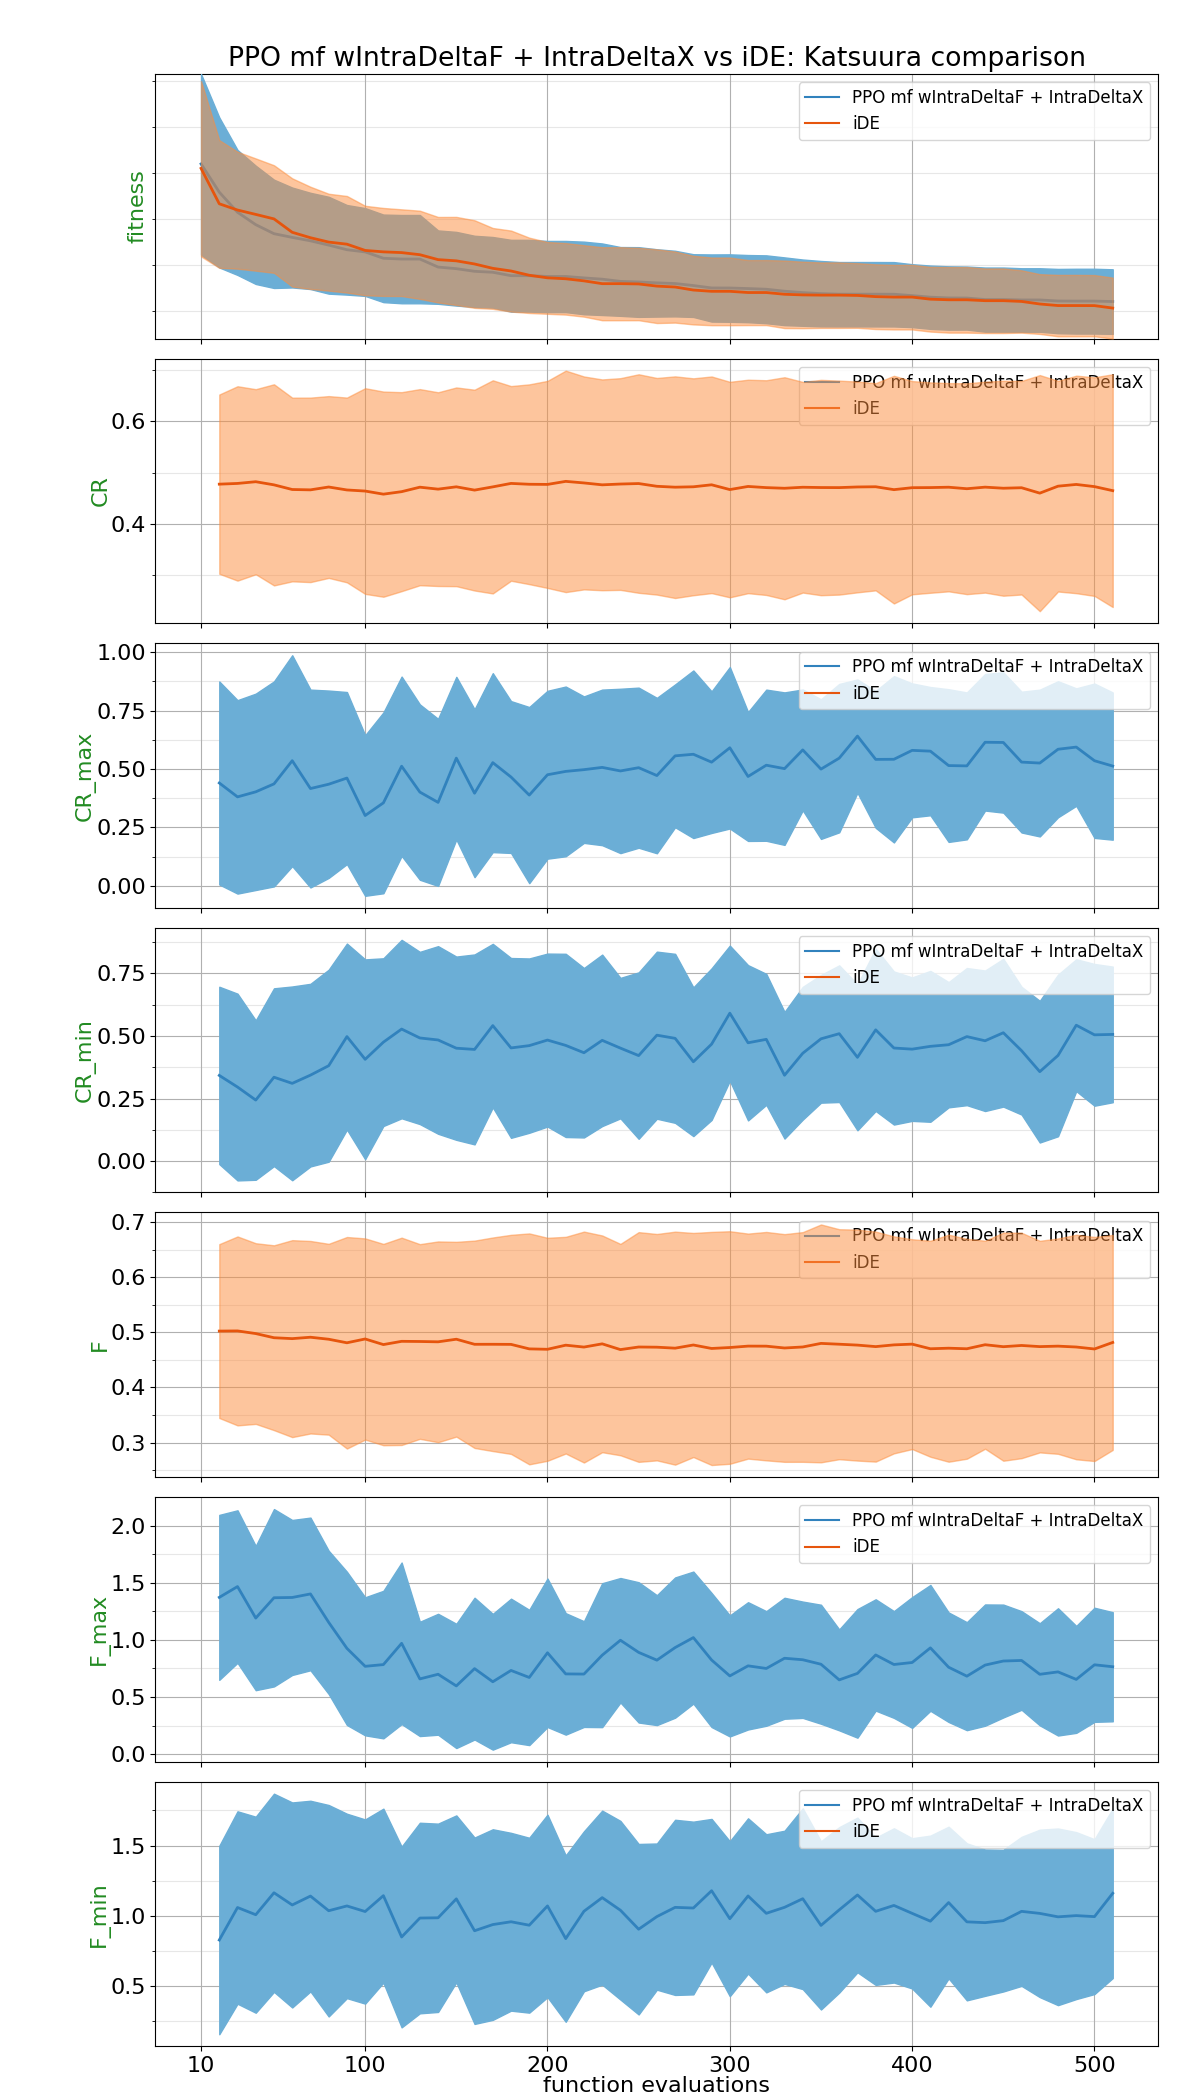 PPO mf wIntraDeltaF + IntraDeltaX vs iDE: Katsuura comparison
fitness
PPO mf wIntraDeltaF + IntraDeltaX
iDE
CR
0.6
0.4
PPO mf wIntraDeltaF + IntraDeltaX
iDE
CR_max
1.00
0.75
0.50
0.25
0.00
PPO mf wIntraDeltaF + IntraDeltaX
iDE
CR_min
0.75
0.50
0.25
0.00
PPO mf wIntraDeltaF + IntraDeltaX
iDE
F
0.7
0.6
0.5
0.4
0.3
PPO mf wIntraDeltaF + IntraDeltaX
iDE
F_max
2.0
1.5
1.0
0.5
0.0
PPO mf wIntraDeltaF + IntraDeltaX
iDE
F_min
1.5
1.0
0.5
PPO mf wIntraDeltaF + IntraDeltaX
iDE
10 100 200 300 400 500
function evaluations